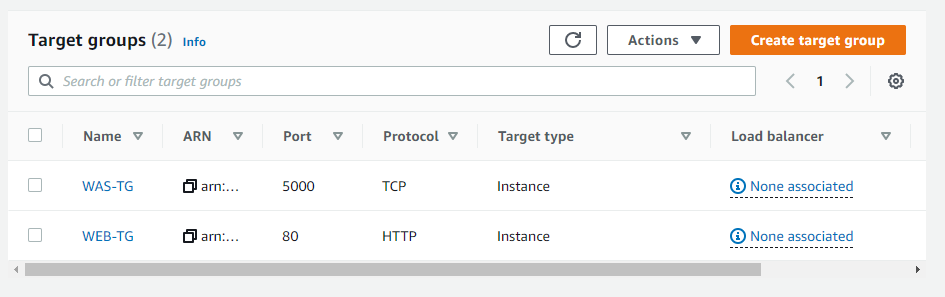 Target groups (2) Info
Actions
Create target group
Search or filter target groups
1
Name ARN Port Protocol Target type Load balancer
WAS-TG arn:... 5000 TCP Instance None associated
WEB-TG arn:... 80 HTTP Instance None associated